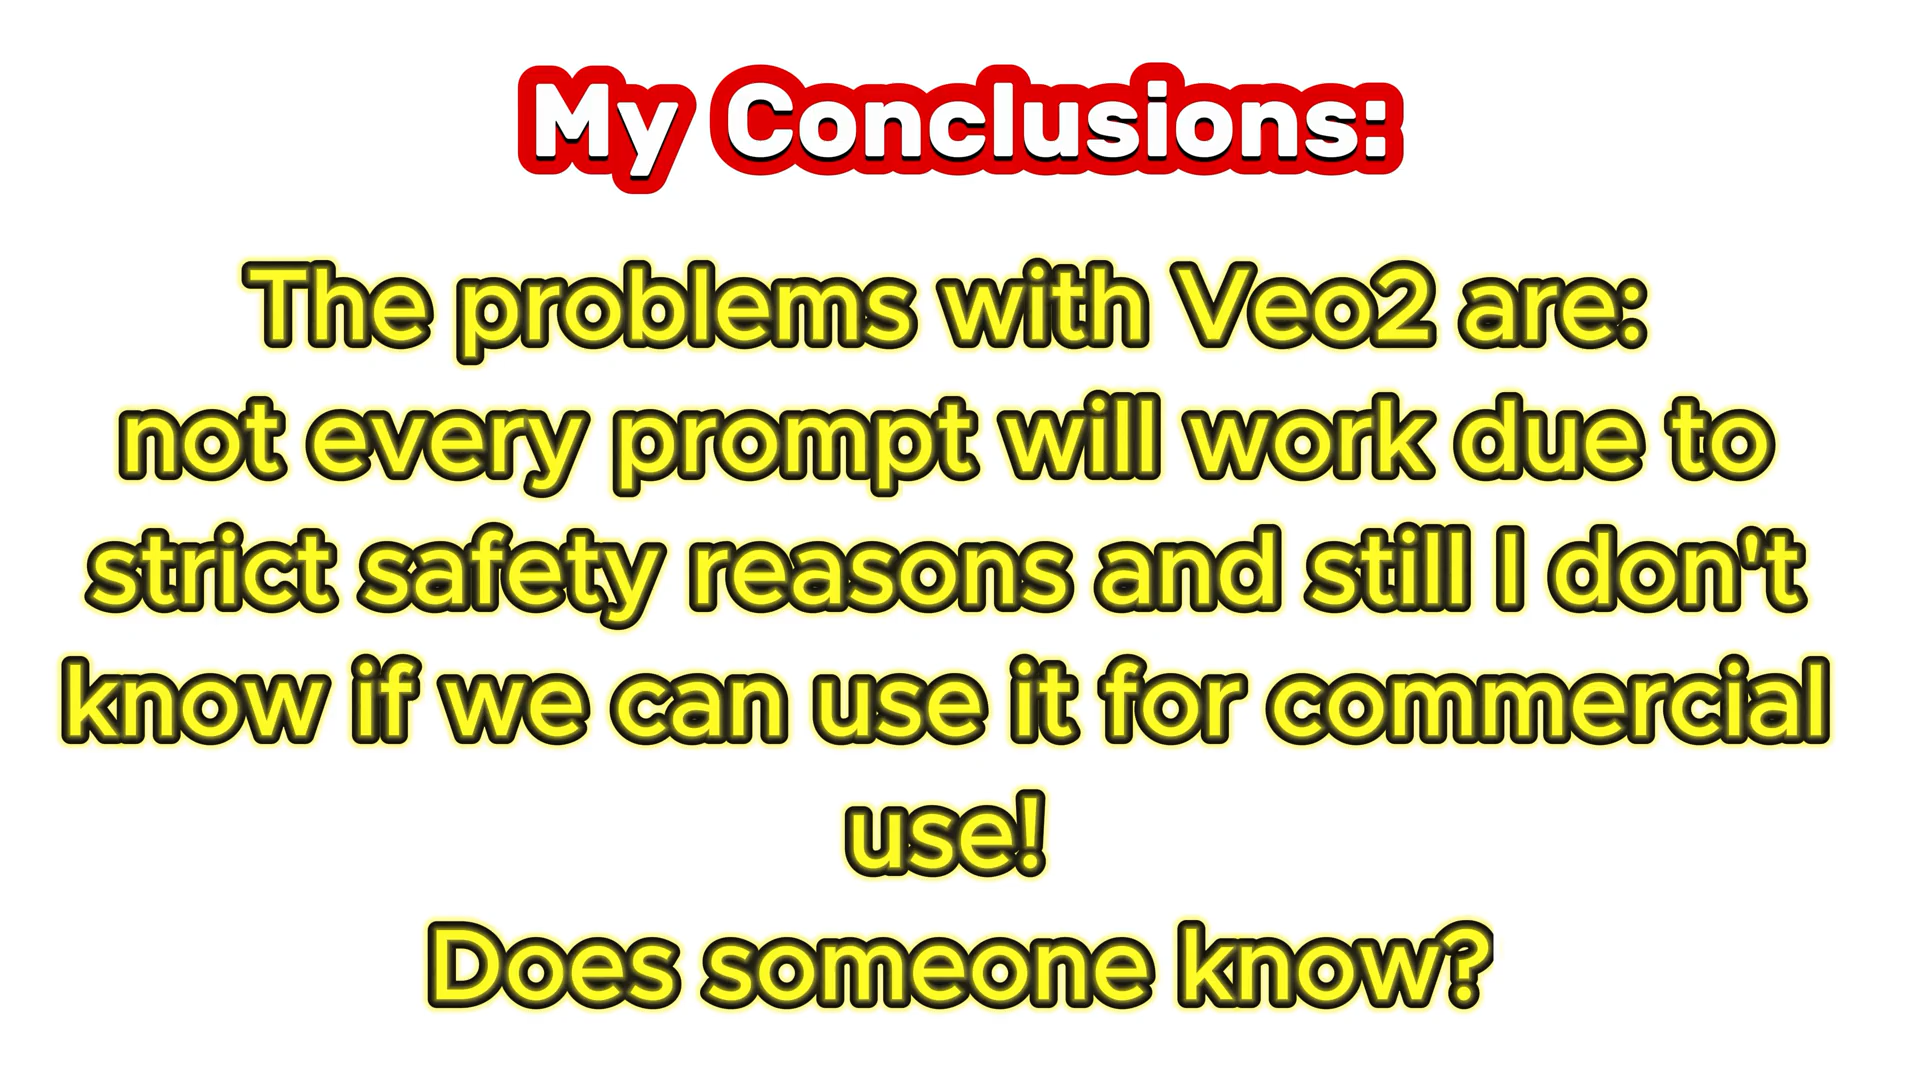 My Conclusions:
The problems with Veo2 are:
not every prompt will work due to
strict safety reasons and still I don't
know if we can use it for commercial
use!
Does someone know?